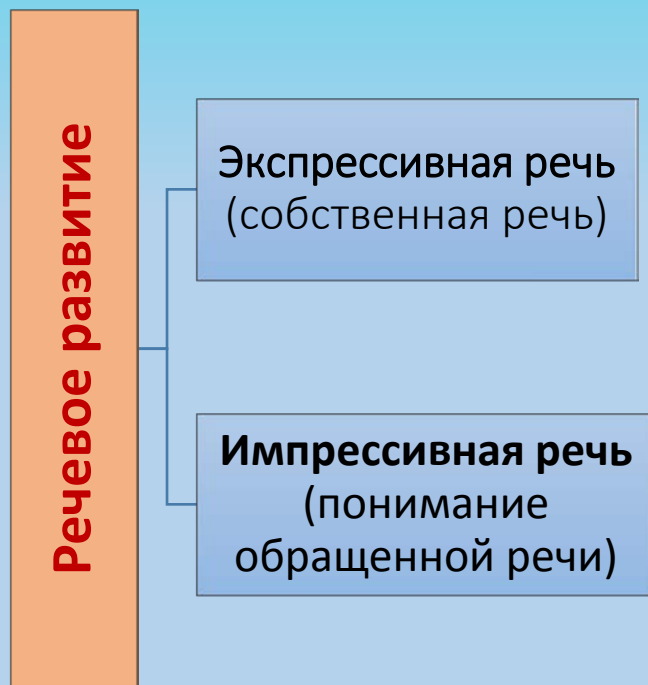 Речевое развитие
Экспрессивная речь
(собственная речь)
Импрессивная речь
(понимание
обращенной речи)